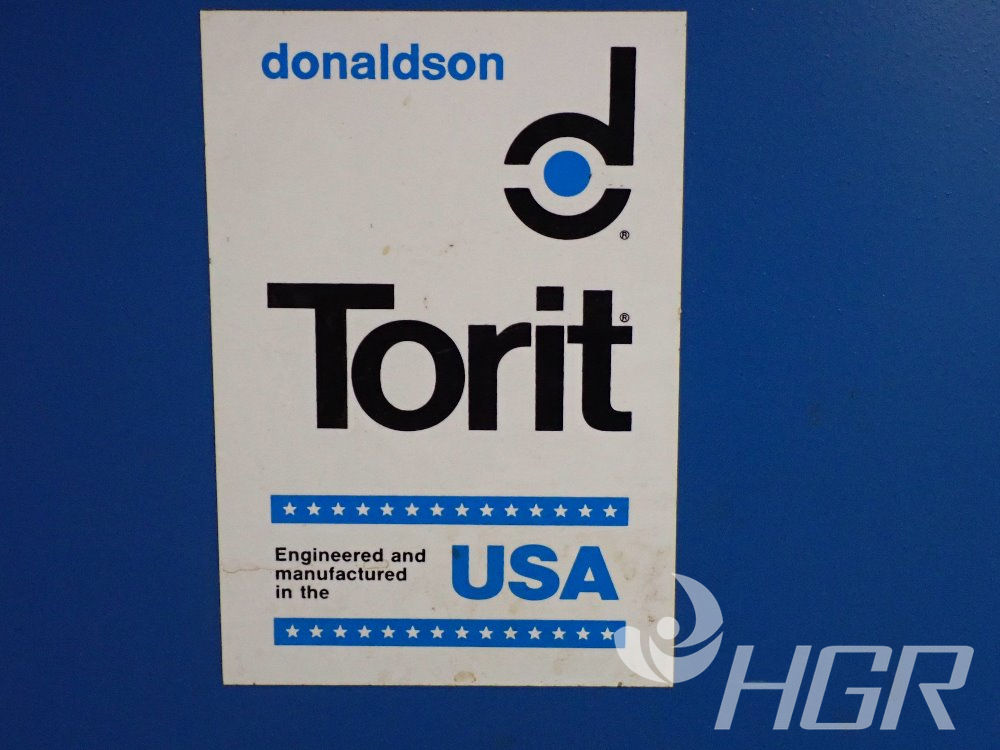 donaldson
d
®
Torit®
Engineered and
manufactured
in the
USA
HGR